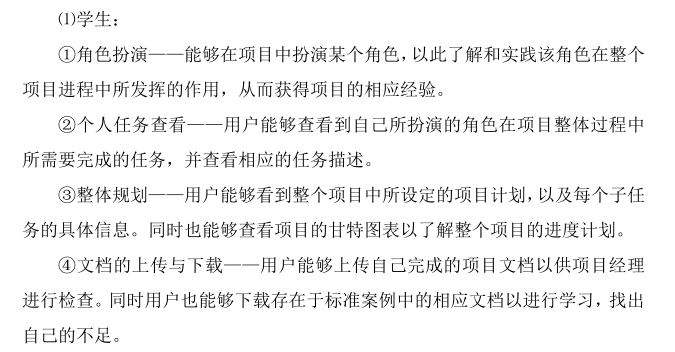 ⑴学生：
①角色扮演——能够在项目中扮演某个角色，以此了解和实践该角色在整个
项目进程中所发挥的作用，从而获得项目的相应经验。
②个人任务查看——用户能够查看到自己所扮演的角色在项目整体过程中
所需要完成的任务，并查看相应的任务描述。
③整体规划——用户能够看到整个项目中所设定的项目计划，以及每个子任
务的具体信息。同时也能够查看项目的甘特图表以了解整个项目的进度计划。
④文档的上传与下载——用户能够上传自己完成的项目文档以供项目经理
进行检查。同时用户也能够下载存在于标准案例中的相应文档以进行学习，找出
自己的不足。